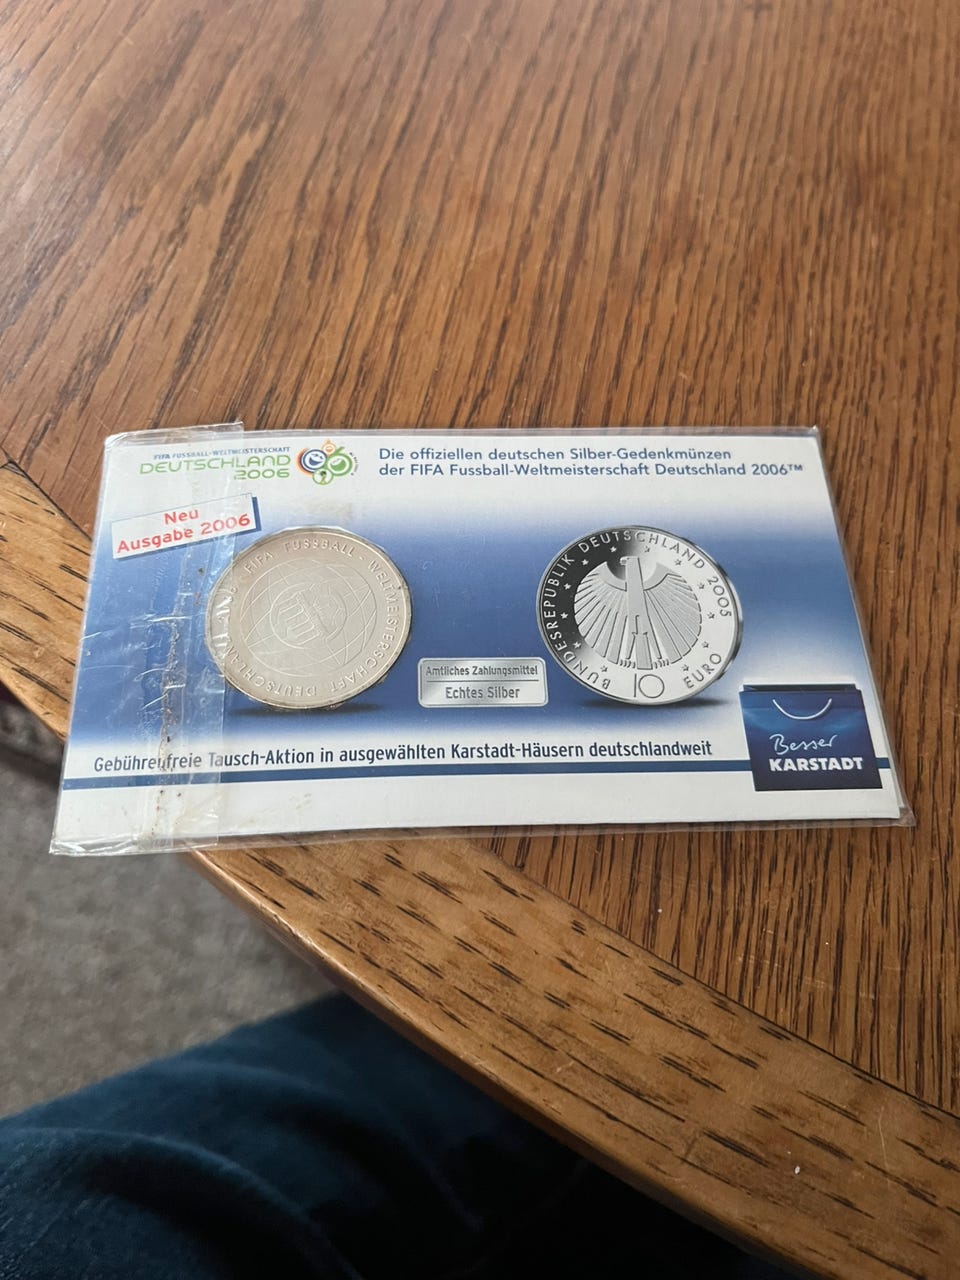 FIFA FUSSBALL-WELTMEISTERSCHAFT
DEUTSCHLAND
2006
Die offiziellen deutschen Silber-Gedenkmünzen
der FIFA Fussball-Weltmeisterschaft Deutschland 2006™
Neu
Ausgabe 2006
FIFA FUSSBALL - WELTMEISTERSCHAFT DEUTSCHLAND 2006
BUNDESREPUBLIK DEUTSCHLAND 2005
10 EURO
Amtliches Zahlungsmittel
Echtes Silber
Gebührenfreie Tausch-Aktion in ausgewählten Karstadt-Häusern deutschlandweit
Besser
KARSTADT